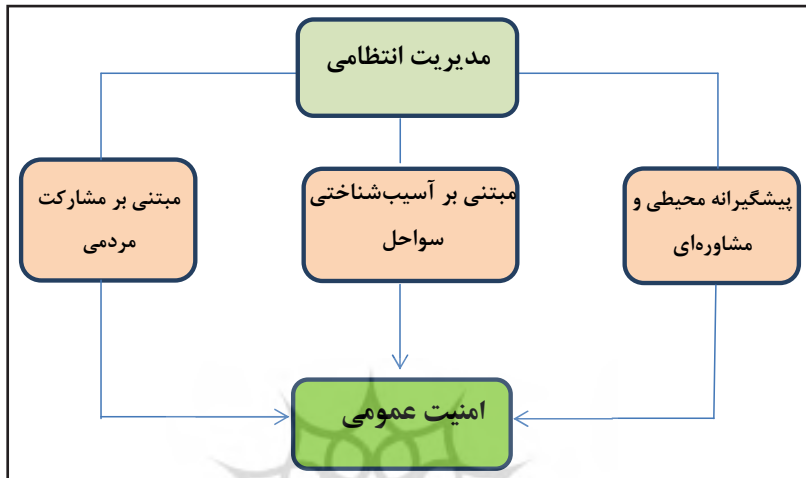 مدیریت انتظامی
پیشگیرانه محیطی و
مشاوره‌ای
مبتنی بر آسیب‌شناختی
سواحل
مبتنی بر مشارکت
مردمی
امنیت عمومی